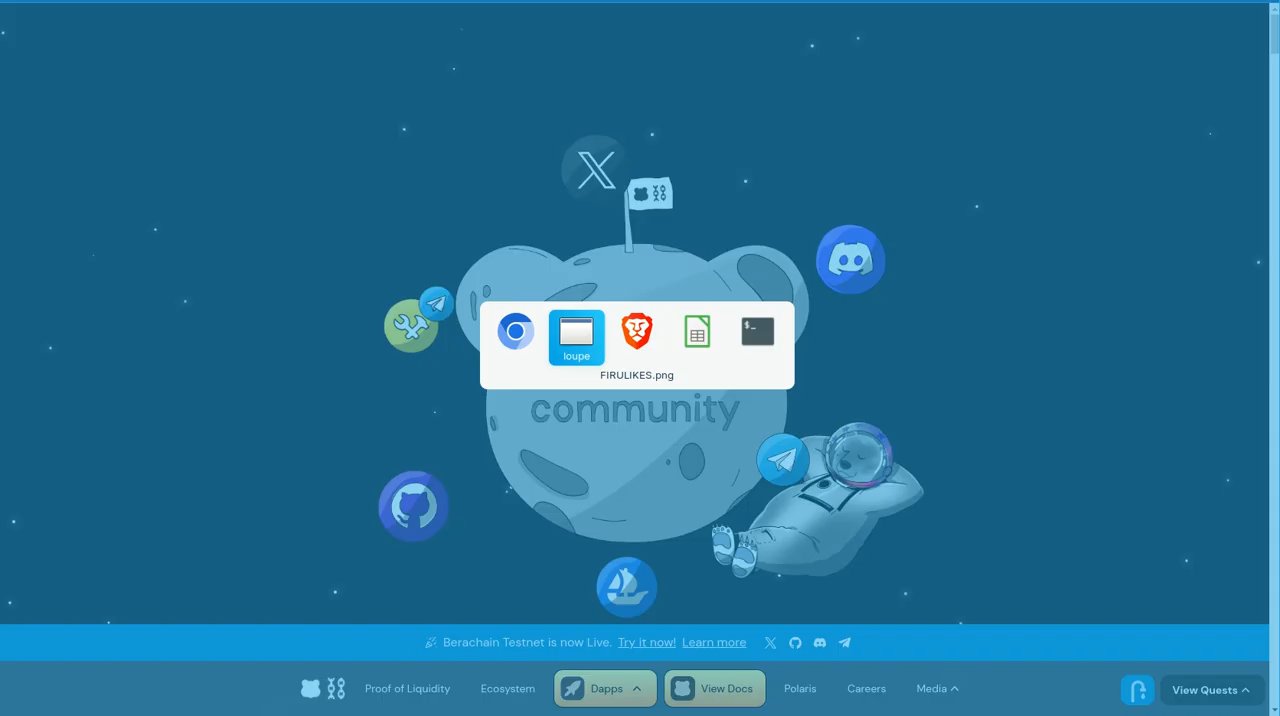 $_
loupe
FIRULIKES.png
community
Berachain Testnet is now Live. Try it now! Learn more
Proof of Liquidity Ecosystem Dapps View Docs Polaris Careers Media View Quests